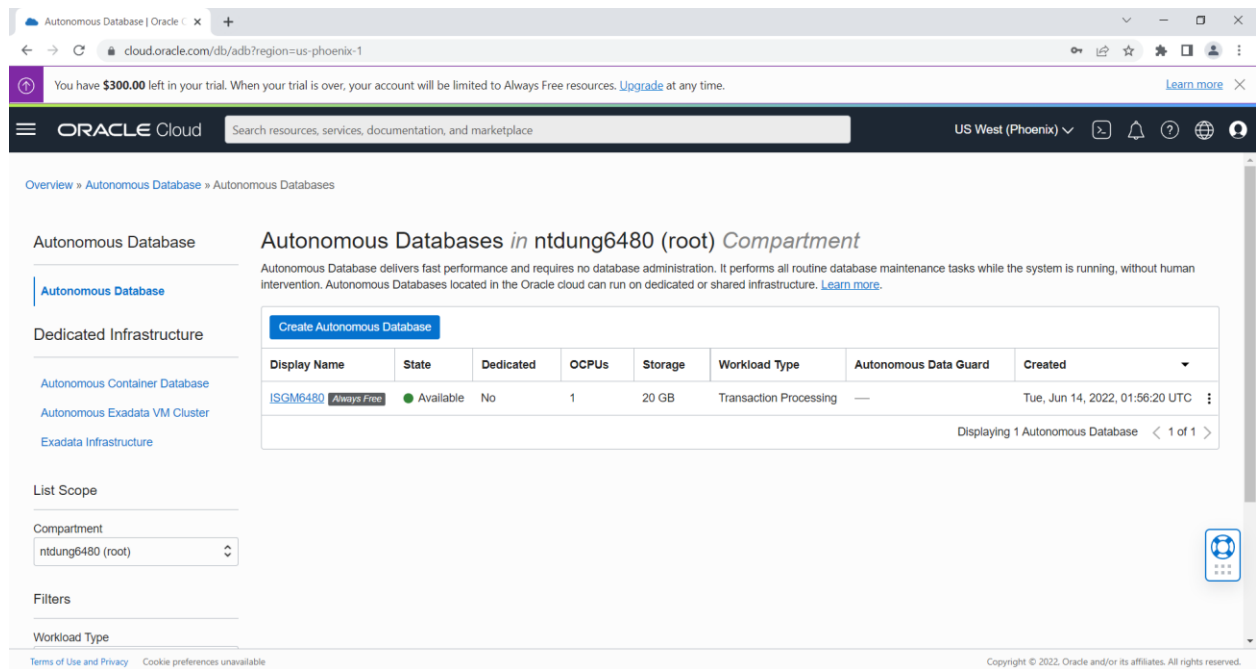 Autonomous Database | Oracle C
cloud.oracle.com/db/adb?region=us-phoenix-1
You have $300.00 left in your trial. When your trial is over, your account will be limited to Always Free resources. Upgrade at any time.
Learn more
ORACLE Cloud
Search resources, services, documentation, and marketplace
US West (Phoenix)
Overview » Autonomous Database » Autonomous Databases
Autonomous Database
Autonomous Database
Dedicated Infrastructure
Autonomous Container Database
Autonomous Exadata VM Cluster
Exadata Infrastructure
List Scope
Compartment
ntdung6480 (root)
Filters
Workload Type
Autonomous Databases in ntdung6480 (root) Compartment
Autonomous Database delivers fast performance and requires no database administration. It performs all routine database maintenance tasks while the system is running, without human
intervention. Autonomous Databases located in the Oracle cloud can run on dedicated or shared infrastructure. Learn more.
Create Autonomous Database
Display Name State Dedicated OCPUs Storage Workload Type Autonomous Data Guard Created
ISGM6480 Always Free Available No 1 20 GB Transaction Processing — Tue, Jun 14, 2022, 01:56:20 UTC
Displaying 1 Autonomous Database < 1 of 1 >
Terms of Use and Privacy Cookie preferences unavailable
Copyright © 2022, Oracle and/or its affiliates. All rights reserved.